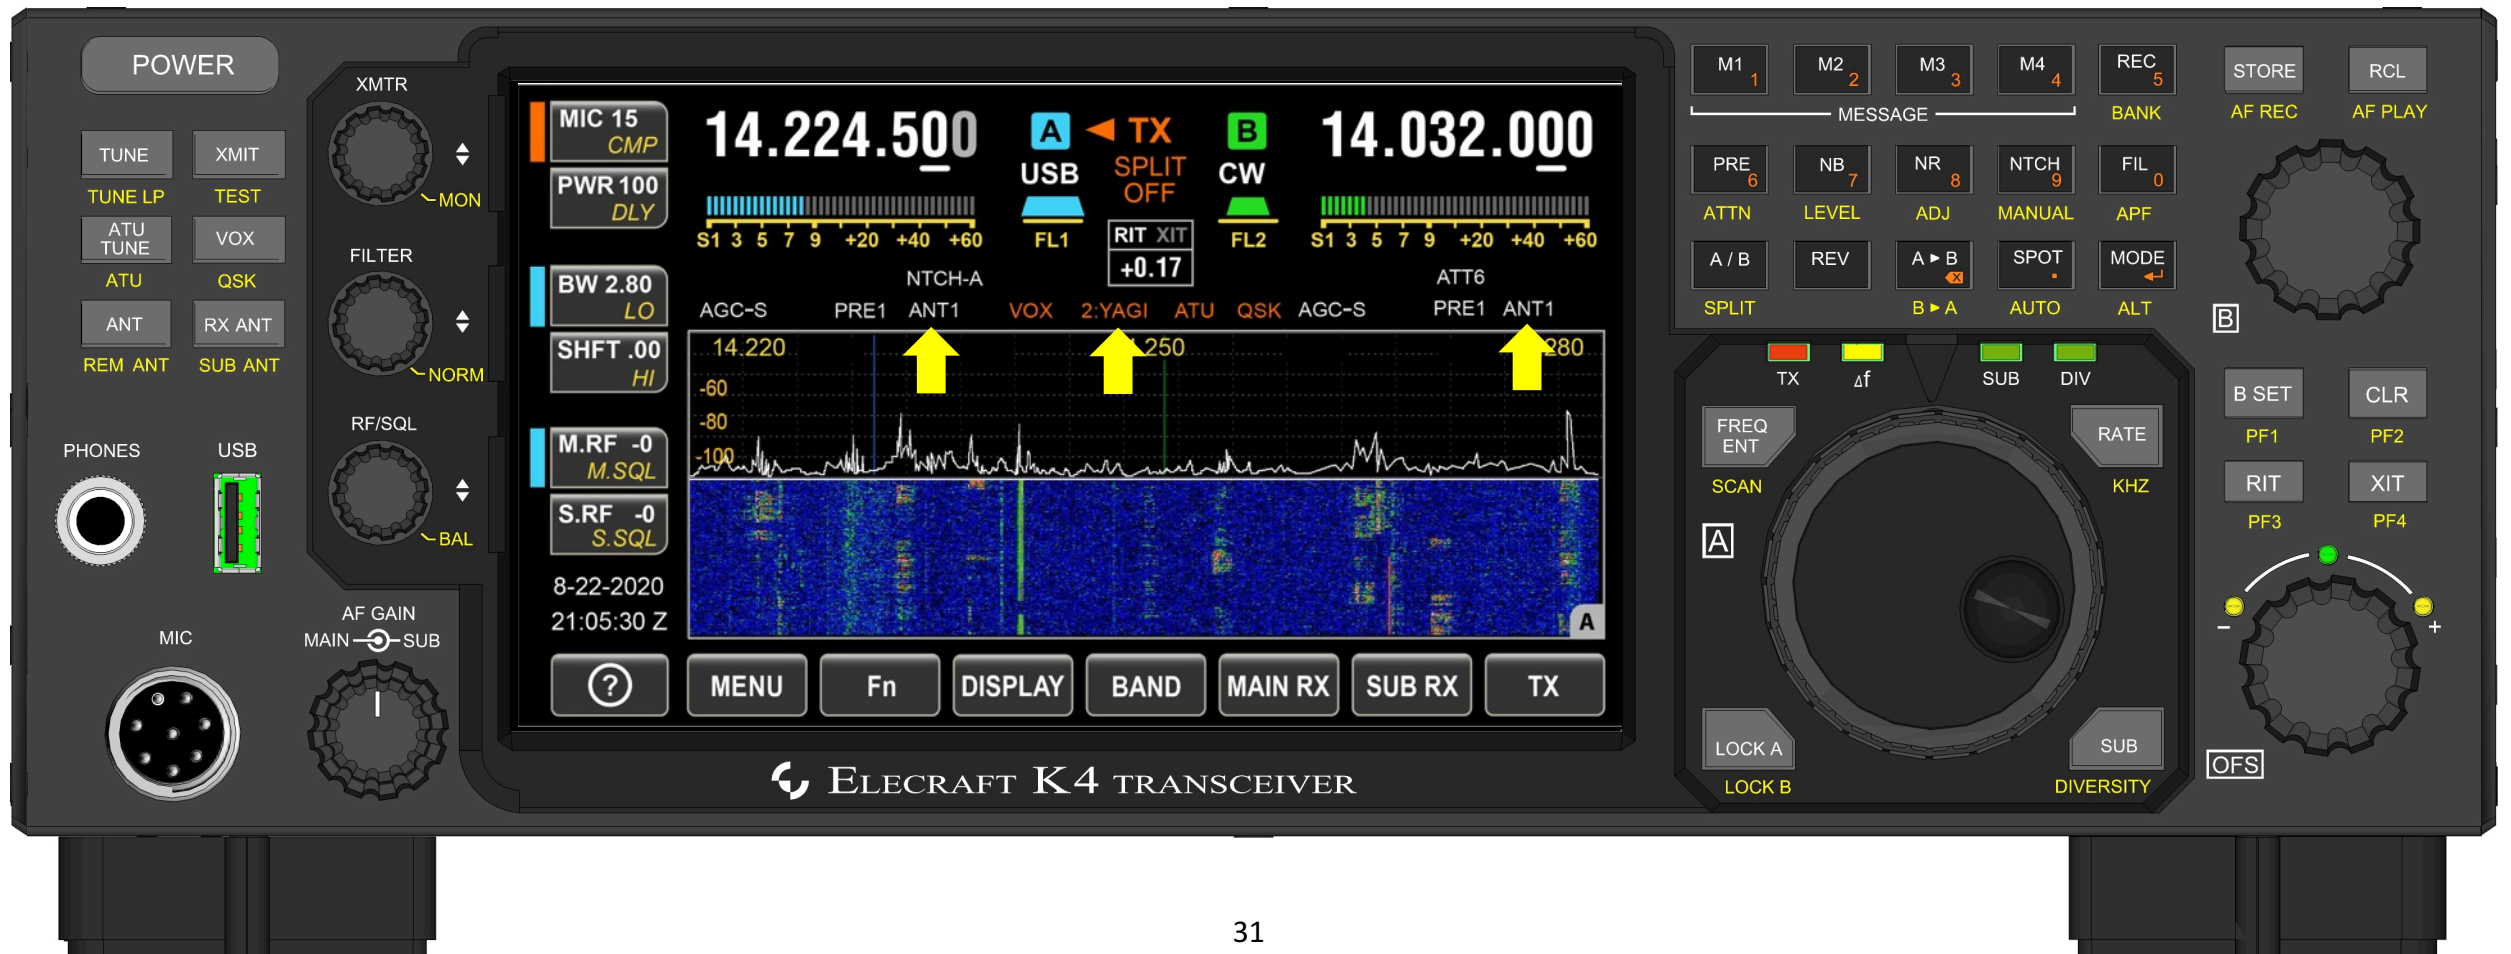 POWER
TUNE
XMIT
TUNE LP
TEST
ATU
TUNE
VOX
ATU
QSK
ANT
RX ANT
REM ANT
SUB ANT
PHONES
USB
MIC
XMTR
MON
FILTER
NORM
RF/SQL
BAL
AF GAIN
MAIN
SUB
MIC 15
CMP
PWR 100
DLY
BW 2.80
LO
SHFT .00
HI
M.RF -0
M.SQL
S.RF -0
S.SQL
8-22-2020
21:05:30 Z
14.224.500
A
TX
B
14.032.000
USB
SPLIT
OFF
CW
S1 3 5 7 9 +20 +40 +60
FL1
RIT XIT
+0.17
FL2
S1 3 5 7 9 +20 +40 +60
NTCH-A
ATT6
AGC-S
PRE1
ANT1
VOX
2:YAGI
ATU
QSK
AGC-S
PRE1
ANT1
14.220
.250
280
-60
-80
-100
A
?
MENU
Fn
DISPLAY
BAND
MAIN RX
SUB RX
TX
ELECRAFT K4 TRANSCEIVER
M1 1
M2 2
M3 3
M4 4
REC 5
MESSAGE
BANK
PRE 6
NB 7
NR 8
NTCH 9
FIL 0
ATTN
LEVEL
ADJ
MANUAL
APF
A / B
REV
A ▸ B
SPOT .
MODE
SPLIT
B ▸ A
AUTO
ALT
STORE
RCL
AF REC
AF PLAY
B
TX
Δf
SUB
DIV
FREQ
ENT
RATE
SCAN
KHZ
A
LOCK A
SUB
LOCK B
DIVERSITY
B SET
CLR
PF1
PF2
RIT
XIT
PF3
PF4
−
+
OFS
31